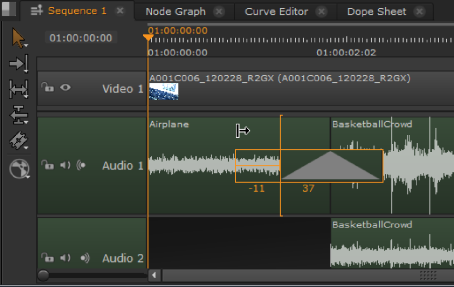 Sequence 1 Node Graph Curve Editor Dope Sheet
01:00:00:00 01:00:00:00
01:00:00:00 01:00:02:02
Video 1 A001C006_120228_R2GX (A001C006_120228_R2GX)
Airplane BasketballCrowd
Audio 1
-11 37
BasketballCrowd
Audio 2